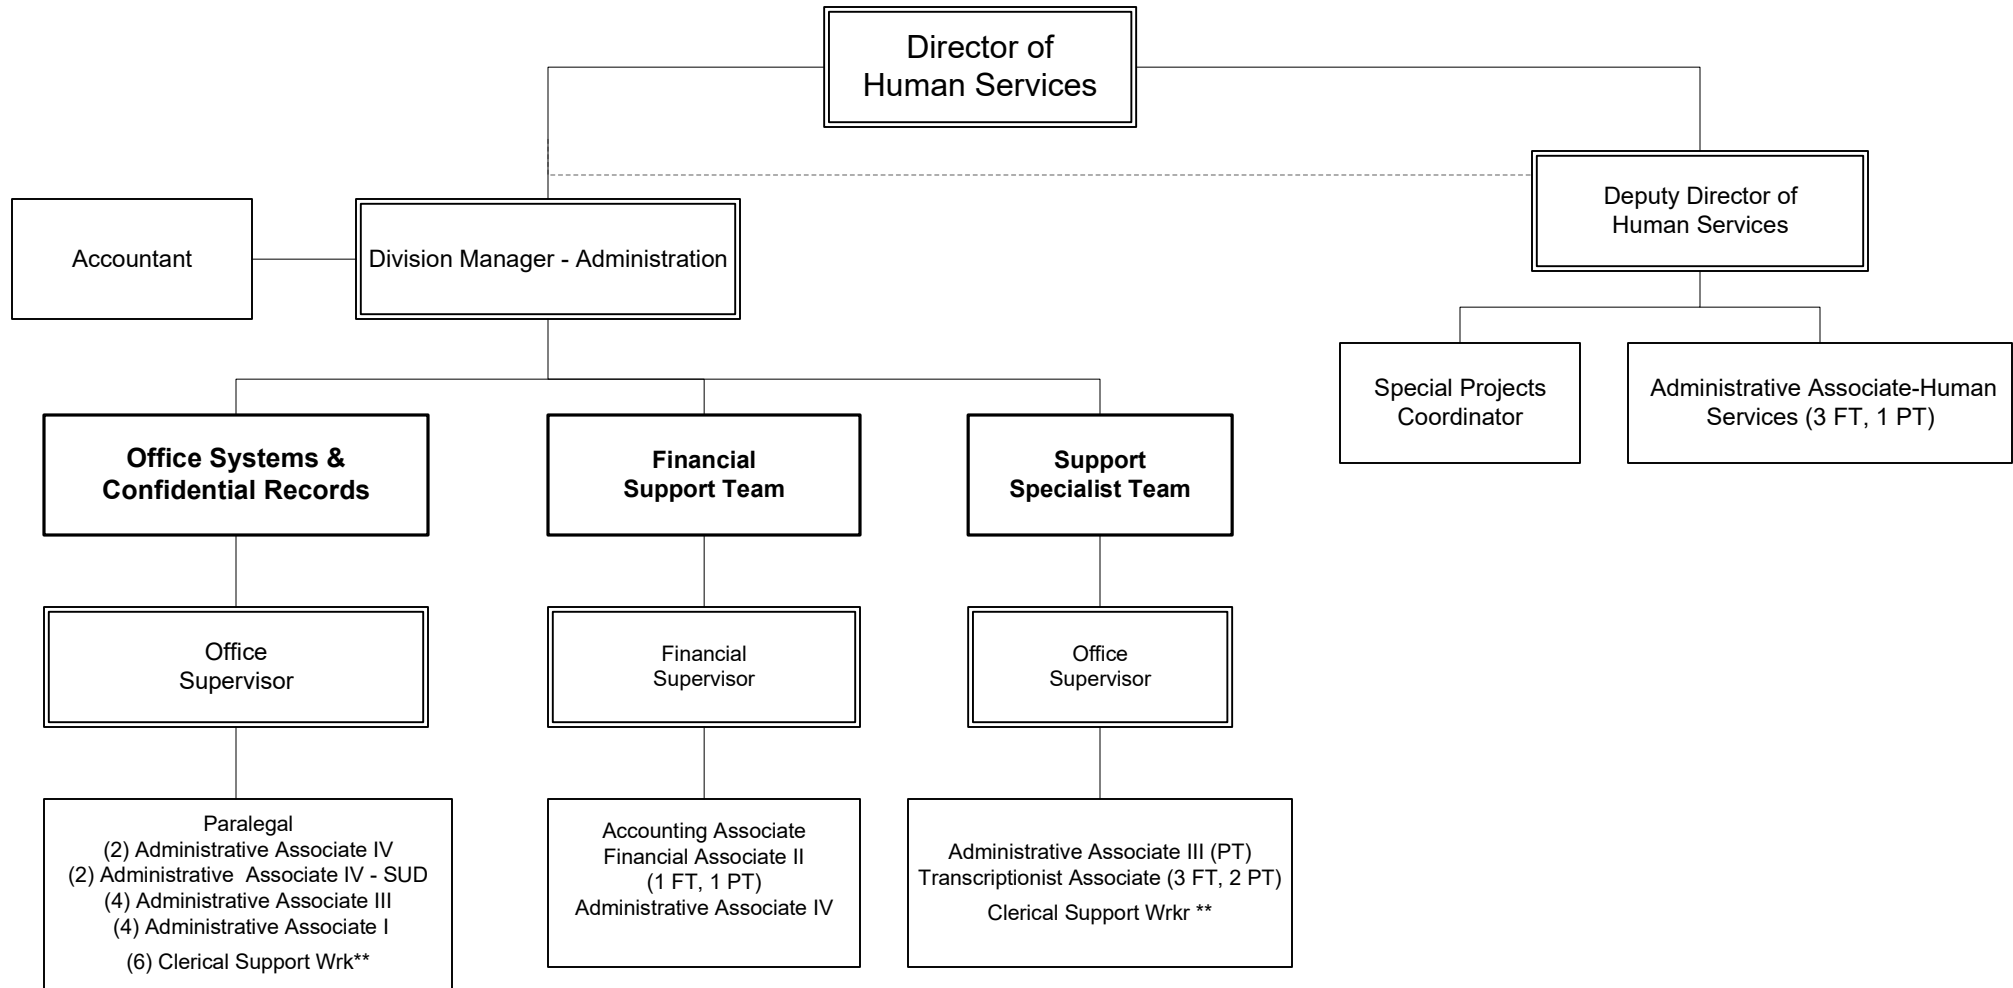 Director of
Human Services
Deputy Director of
Human Services
Accountant
Division Manager - Administration
Special Projects
Coordinator
Administrative Associate-Human
Services (3 FT, 1 PT)
Office Systems &
Confidential Records
Financial
Support Team
Support
Specialist Team
Office
Supervisor
Financial
Supervisor
Office
Supervisor
Paralegal
(2) Administrative Associate IV
(2) Administrative Associate IV - SUD
(4) Administrative Associate III
(4) Administrative Associate I
(6) Clerical Support Wrk**
Accounting Associate
Financial Associate II
(1 FT, 1 PT)
Administrative Associate IV
Administrative Associate III (PT)
Transcriptionist Associate (3 FT, 2 PT)
Clerical Support Wrkr **